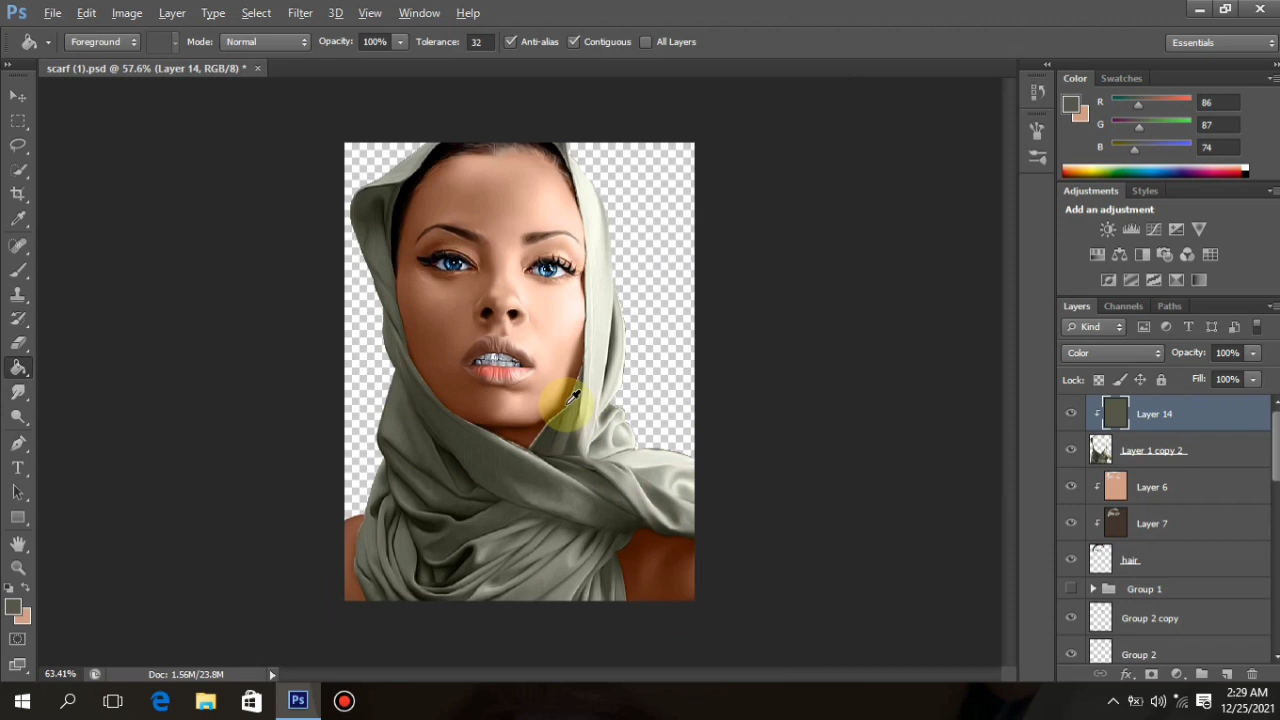 Ps File Edit Image Layer Type Select Filter 3D View Window Help
Foreground Mode: Normal Opacity: 100% Tolerance: 32 Anti-alias Contiguous All Layers Essentials
scarf (1).psd @ 57.6% (Layer 14, RGB/8) *
Color Swatches
R 86
G 87
B 74
Adjustments Styles
Add an adjustment
Layers Channels Paths
Kind
Color Opacity: 100%
Lock: Fill: 100%
Layer 14
Layer 1 copy 2
Layer 6
Layer 7
hair
Group 1
Group 2 copy
Group 2
63.41% Doc: 1.56M/23.8M
Ps
2:29 AM
12/25/2021